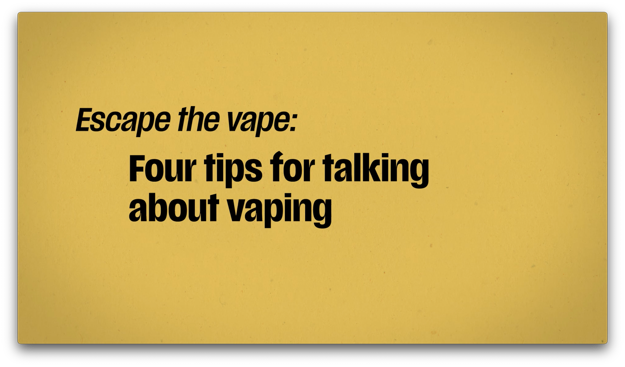 Escape the vape:
Four tips for talking
about vaping